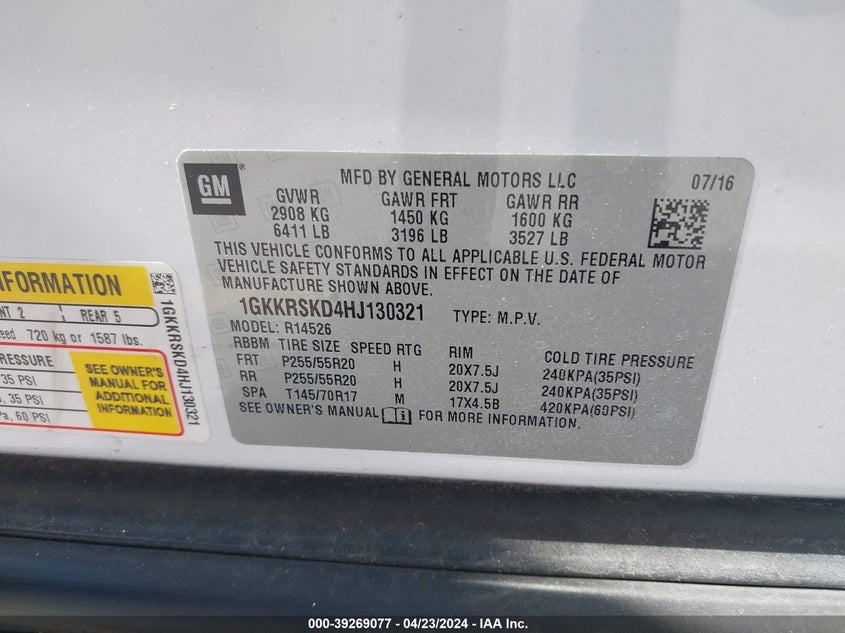 GM
MFD BY GENERAL MOTORS LLC 07/16
GVWR GAWR FRT GAWR RR
2908 KG 1450 KG 1600 KG
6411 LB 3196 LB 3527 LB
THIS VEHICLE CONFORMS TO ALL APPLICABLE U.S. FEDERAL MOTOR
VEHICLE SAFETY STANDARDS IN EFFECT ON THE DATE OF
MANUFACTURE SHOWN ABOVE.
1GKKRSKD4HJ130321 TYPE: M.P.V.
MODEL: R14526
RBBM TIRE SIZE SPEED RTG RIM COLD TIRE PRESSURE
FRT P255/55R20 H 20X7.5J 240KPA(35PSI)
RR P255/55R20 H 20X7.5J 240KPA(35PSI)
SPA T145/70R17 M 17X4.5B 420KPA(60PSI)
SEE OWNER'S MANUAL i FOR MORE INFORMATION.
INFORMATION
NT 2 REAR 5
eed 720 kg or 1587 lbs.
PRESSURE
35 PSI
a, 35 PSI
a, 60 PSI
SEE OWNER'S
MANUAL FOR
ADDITIONAL
INFORMATION
1GKKRSKD4HJ130321
000-39269077 - 04/23/2024 - IAA Inc.